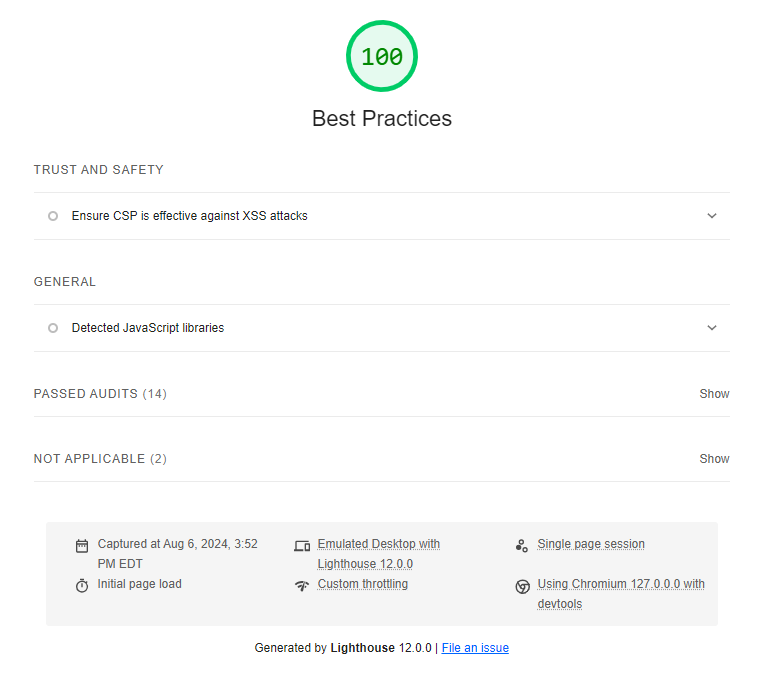 100
Best Practices
TRUST AND SAFETY
Ensure CSP is effective against XSS attacks
GENERAL
Detected JavaScript libraries
PASSED AUDITS (14) Show
NOT APPLICABLE (2) Show
Captured at Aug 6, 2024, 3:52
PM EDT
Emulated Desktop with
Lighthouse 12.0.0
Single page session
Initial page load
Custom throttling
Using Chromium 127.0.0.0 with
devtools
Generated by Lighthouse 12.0.0 | File an issue